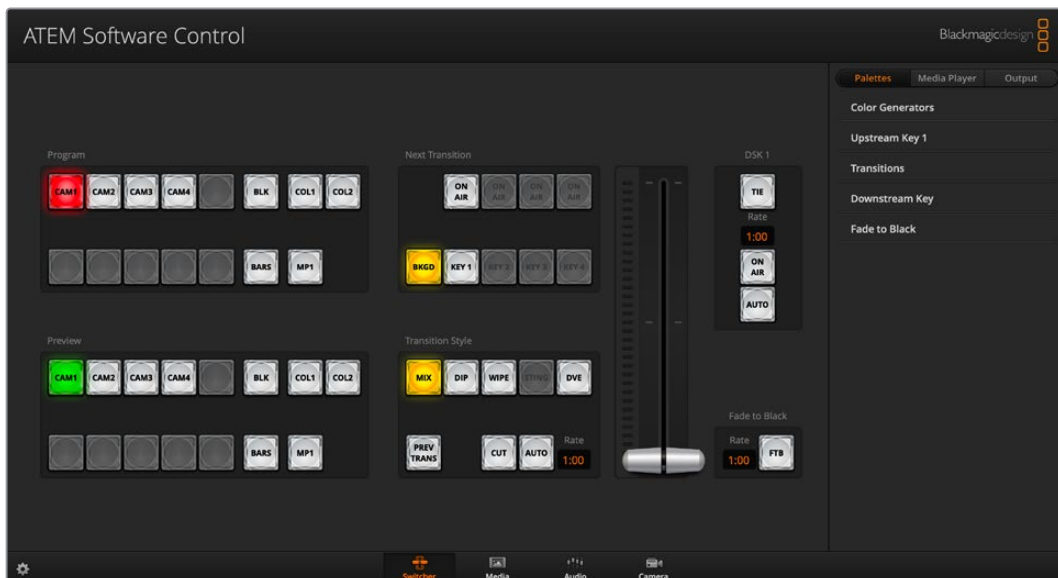 ATEM Software Control
Blackmagicdesign
Palettes Media Player Output
Color Generators
Upstream Key 1
Transitions
Downstream Key
Fade to Black
Program
CAM1 CAM2 CAM3 CAM4 BLK COL1 COL2
BARS MP1
Next Transition
ON AIR ON AIR ON AIR ON AIR
BKGD KEY 1 KEY 2 KEY 3 KEY 4
DSK 1
TIE
Rate
1:00
ON AIR
AUTO
Preview
CAM1 CAM2 CAM3 CAM4 BLK COL1 COL2
BARS MP1
Transition Style
MIX DIP WIPE STING DVE
PREV TRANS CUT AUTO
Rate
1:00
Fade to Black
Rate
1:00
FTB
Switcher Media Audio Camera